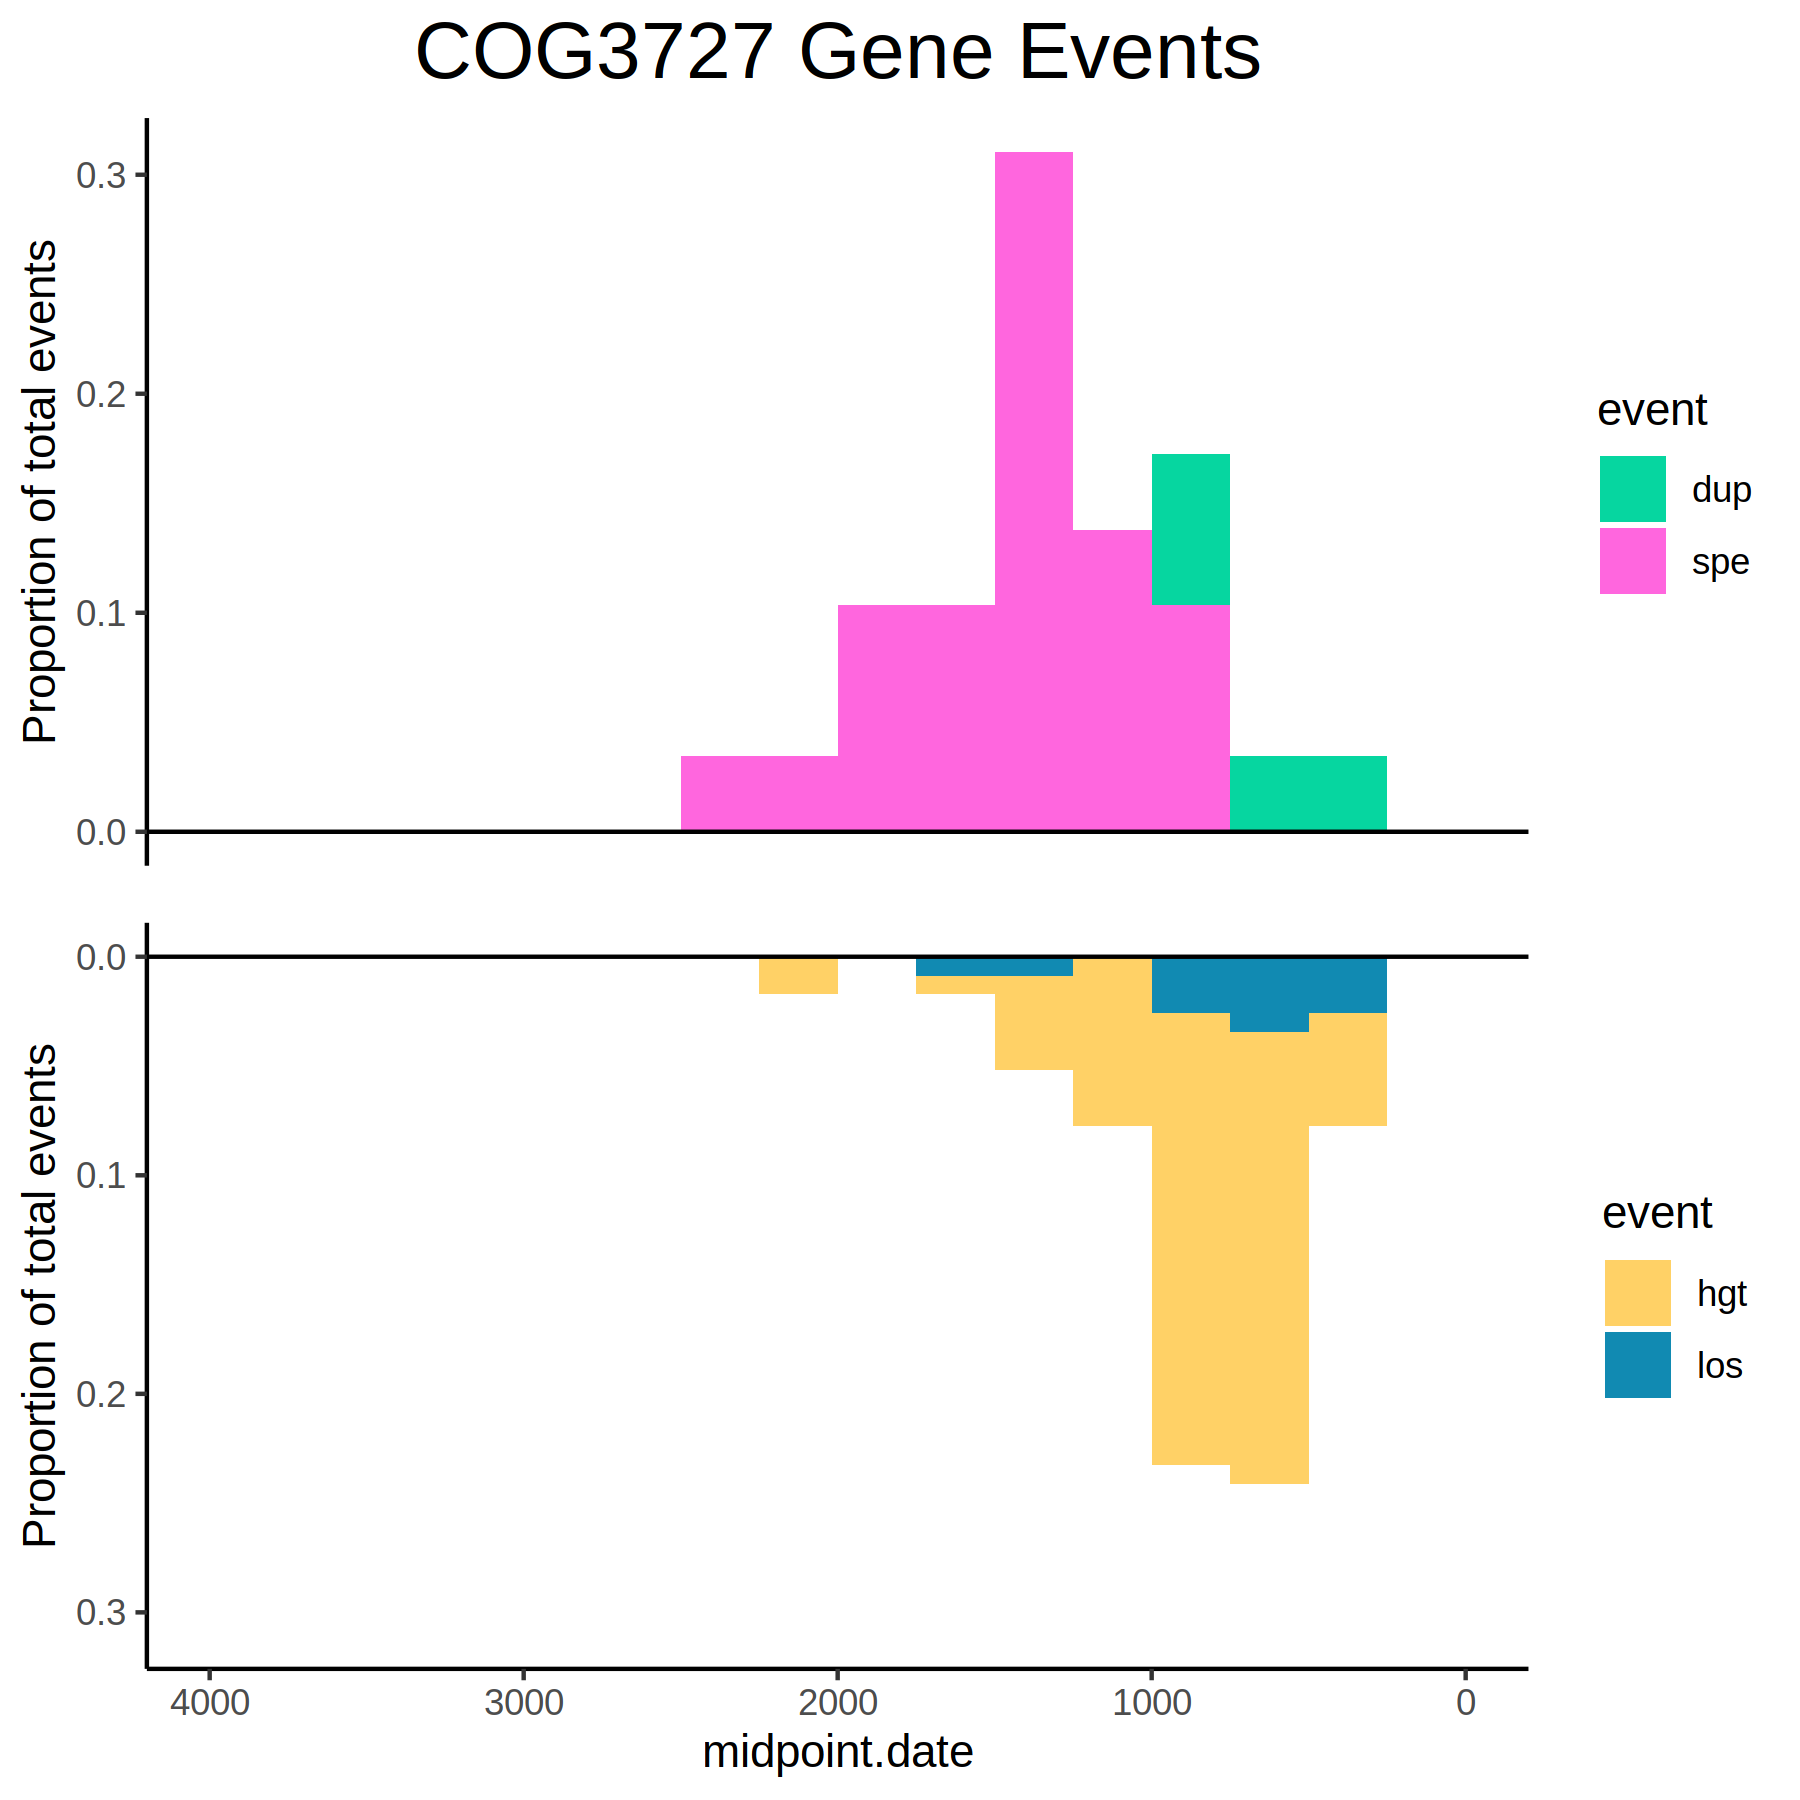 COG3727 Gene Events
Proportion of total events
0.3
0.2
0.1
0.0
event
dup
spe
Proportion of total events
0.0
0.1
0.2
0.3
event
hgt
los
4000 3000 2000 1000 0
midpoint.date